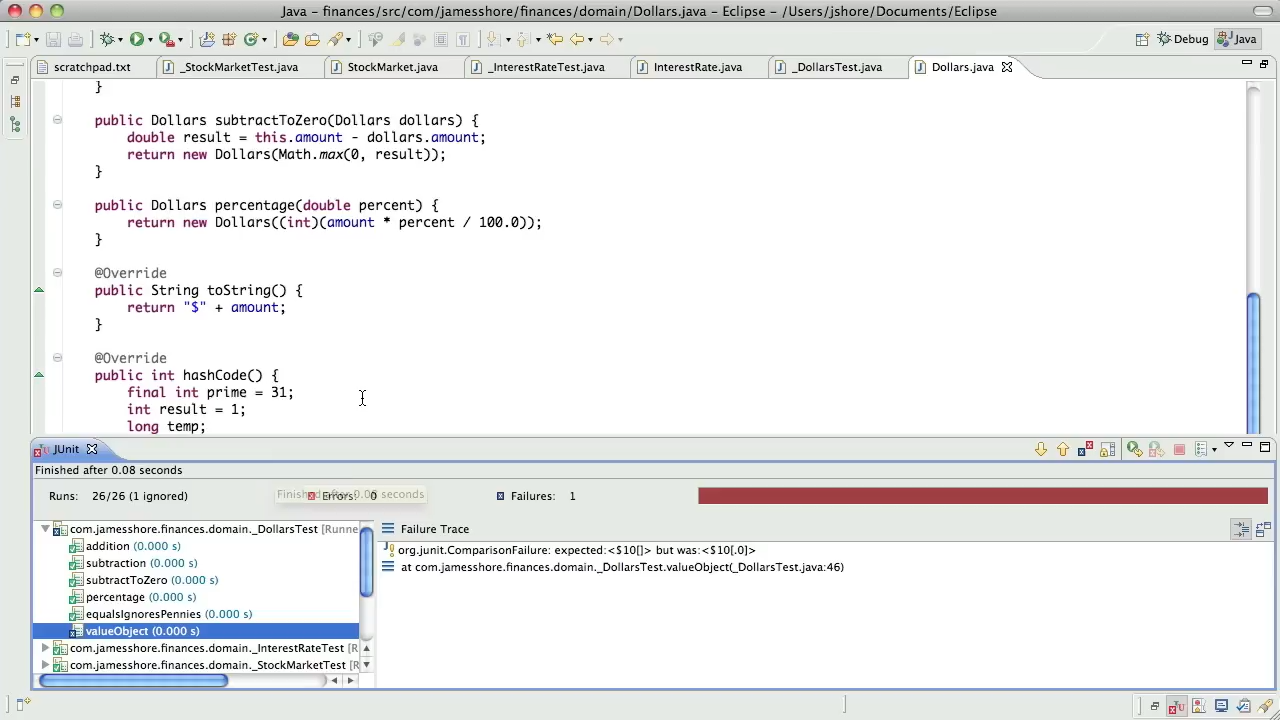 Java – finances/src/com/jamesshore/finances/domain/Dollars.java – Eclipse – /Users/jshore/Documents/Eclipse
Debug
Java
scratchpad.txt
_StockMarketTest.java
StockMarket.java
_InterestRateTest.java
InterestRate.java
_DollarsTest.java
Dollars.java
}
public Dollars subtractToZero(Dollars dollars) {
double result = this.amount - dollars.amount;
return new Dollars(Math.max(0, result));
}
public Dollars percentage(double percent) {
return new Dollars((int)(amount * percent / 100.0));
}
@Override
public String toString() {
return "$" + amount;
}
@Override
public int hashCode() {
final int prime = 31;
int result = 1;
long temp;
JUnit
Finished after 0.08 seconds
Runs: 26/26 (1 ignored)
Errors: 0
Finished after 0.08 seconds
Failures: 1
com.jamesshore.finances.domain._DollarsTest [Runne
addition (0.000 s)
subtraction (0.000 s)
subtractToZero (0.000 s)
percentage (0.000 s)
equalsIgnoresPennies (0.000 s)
valueObject (0.000 s)
com.jamesshore.finances.domain._InterestRateTest [R
com.jamesshore.finances.domain._StockMarketTest [R
Failure Trace
org.junit.ComparisonFailure: expected:<$10[]> but was:<$10[.0]>
at com.jamesshore.finances.domain._DollarsTest.valueObject(_DollarsTest.java:46)